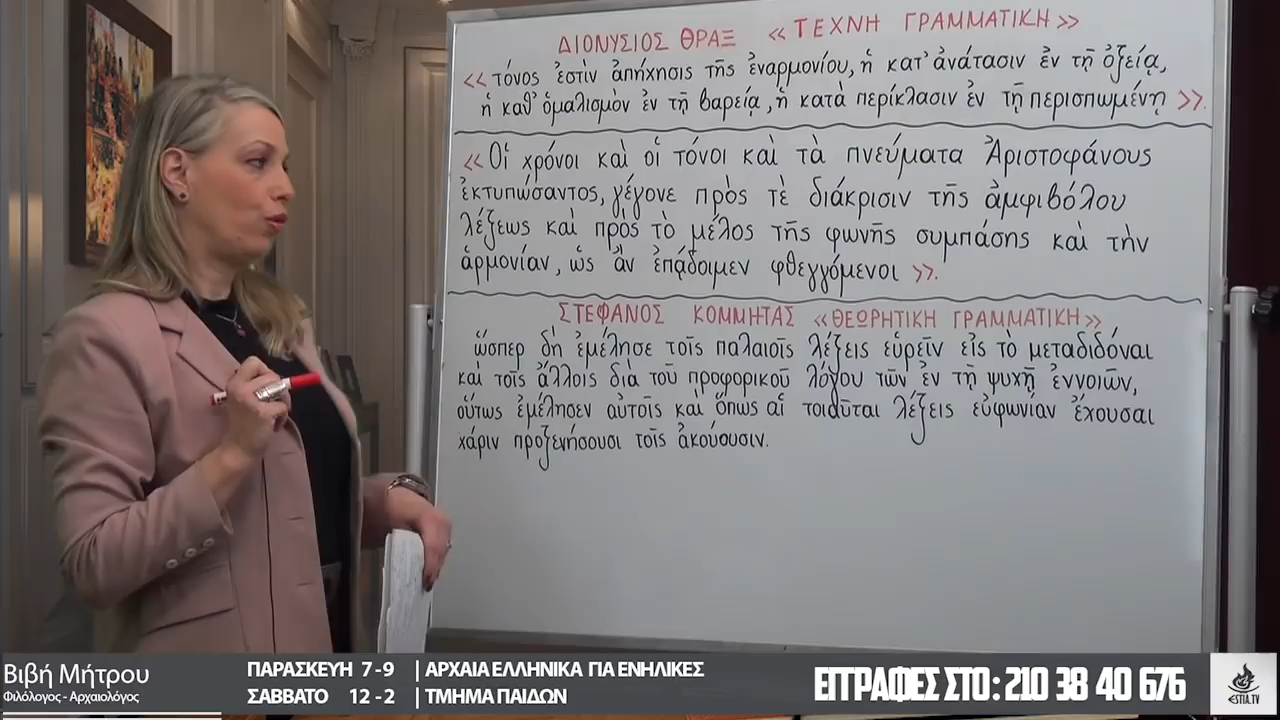 ΔΙΟΝΥΣΙΟΣ ΘΡΑΞ «ΤΕΧΝΗ ΓΡΑΜΜΑΤΙΚΗ»
«τόνος ἐστὶν ἀπήχησις τῆς ἐναρμονίου, ἡ κατ' ἀνάτασιν ἐν τῇ ὀξείᾳ,
ἡ καθ' ὁμαλισμὸν ἐν τῇ βαρείᾳ, ἡ κατὰ περίκλασιν ἐν τῇ περισπωμένῃ».
«Οἱ χρόνοι καὶ οἱ τόνοι καὶ τὰ πνεύματα Ἀριστοφάνους
ἐκτυπώσαντος, γέγονε πρὸς τὲ διάκρισιν τῆς ἀμφιβόλου
λέξεως καὶ πρὸς τὸ μέλος τῆς φωνῆς συμπάσης καὶ τὴν
ἁρμονίαν, ὡς ἂν ἐπᾴδοιμεν φθεγγόμενοι».
ΣΤΕΦΑΝΟΣ ΚΟΜΜΗΤΑΣ «ΘΕΩΡΗΤΙΚΗ ΓΡΑΜΜΑΤΙΚΗ»
ὥσπερ δὴ ἐμέλησε τοῖς παλαιοῖς λέξεις εὑρεῖν εἰς τὸ μεταδιδόναι
καὶ τοῖς ἄλλοις διὰ τοῦ προφορικοῦ λόγου τῶν ἐν τῇ ψυχῇ ἐννοιῶν,
οὕτως ἐμέλησεν αὐτοῖς καὶ ὅπως αἱ τοιαῦται λέξεις εὐφωνίαν ἔχουσαι
χάριν προξενήσουσι τοῖς ἀκούουσιν.
Βιβή Μήτρου
Φιλόλογος - Αρχαιολόγος
ΠΑΡΑΣΚΕΥΗ 7-9 | ΑΡΧΑΙΑ ΕΛΛΗΝΙΚΑ ΓΙΑ ΕΝΗΛΙΚΕΣ
ΣΑΒΒΑΤΟ 12-2 | ΤΜΗΜΑ ΠΑΙΔΩΝ
ΕΓΓΡΑΦΕΣ ΣΤΟ: 210 38 40 676
ESTIA.TV